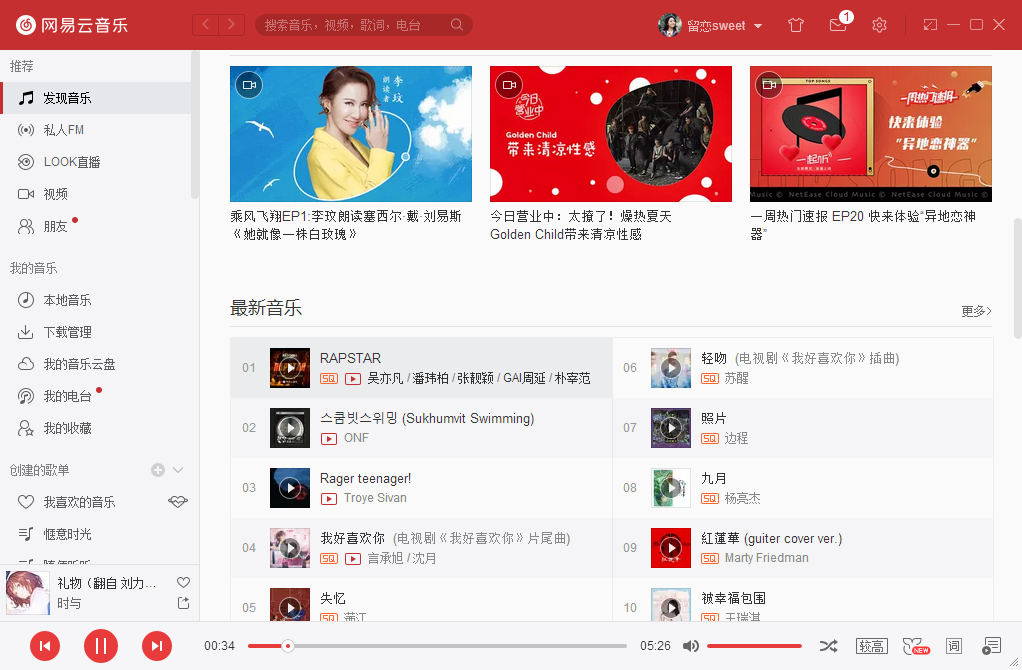 网易云音乐
搜索音乐，视频，歌词，电台
留恋sweet
1
推荐
发现音乐
私人FM
LOOK直播
视频
朋友
我的音乐
本地音乐
下载管理
我的音乐云盘
我的电台
我的收藏
创建的歌单
我喜欢的音乐
惬意时光
礼物（翻自 刘力…
时与
朗读者
李玟
今日营业中
Golden Child
带来清凉性感
TOP SONGS
一起听
一周热门速报
快来体验
"异地恋神器"
Music © NetEase Cloud Music © NetEase Cloud Music
乘风飞翔EP1:李玟朗读塞西尔·戴·刘易斯
《她就像一株白玫瑰》
今日营业中：太撩了！燥热夏天
Golden Child带来清凉性感
一周热门速报 EP20 快来体验“异地恋神
器”
最新音乐
更多
01
RAPSTAR
SQ 吴亦凡 / 潘玮柏 / 张靓颖 / GAI周延 / 朴宰范
02
스쿰빗스위밍 (Sukhumvit Swimming)
ONF
03
Rager teenager!
Troye Sivan
04
我好喜欢你 （电视剧《我好喜欢你》片尾曲）
SQ 言承旭 / 沈月
05
失忆
SQ
06
轻吻 （电视剧《我好喜欢你》插曲）
SQ 苏醒
07
照片
SQ 边程
08
九月
SQ 杨亮杰
09
紅蓮華 (guiter cover ver.)
SQ Marty Friedman
10
被幸福包围
SQ 王瑞淇
00:34
05:26
较高
NEW
词